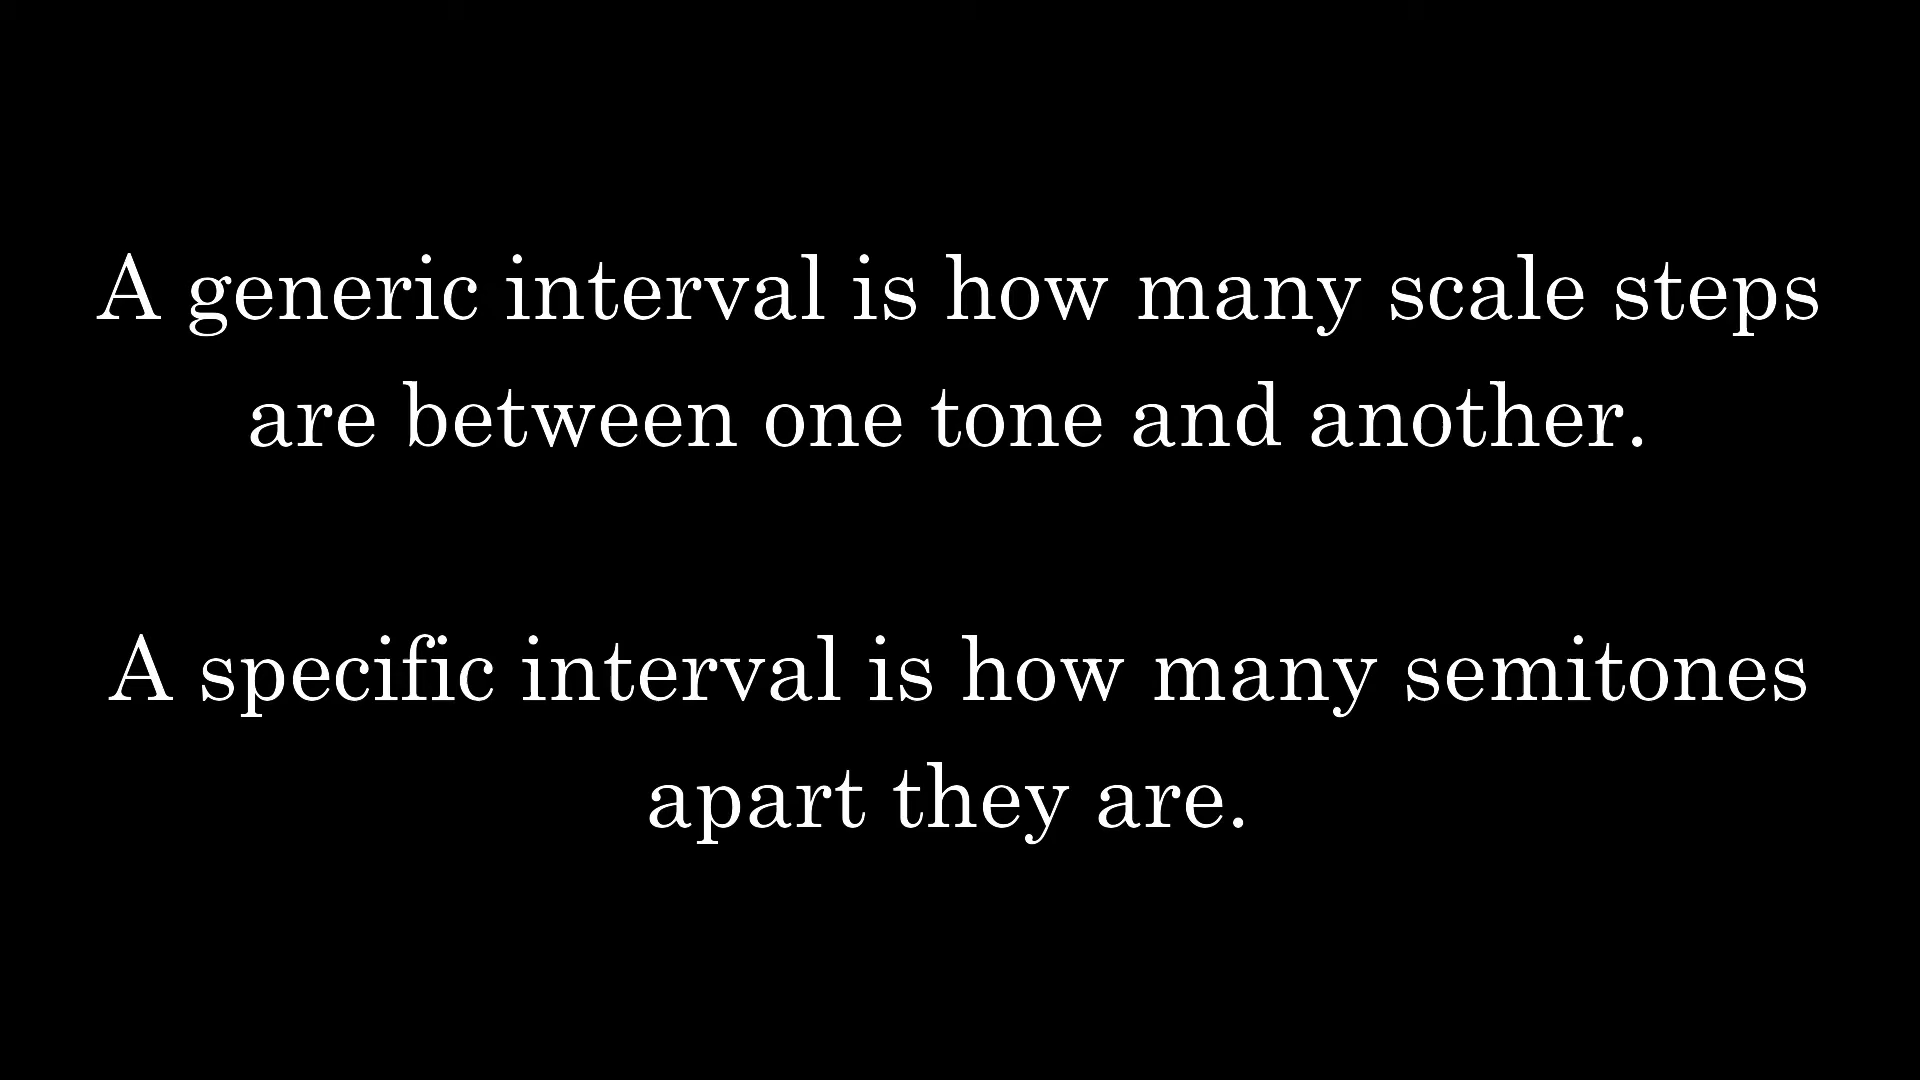 A generic interval is how many scale steps
are between one tone and another.
A specific interval is how many semitones
apart they are.